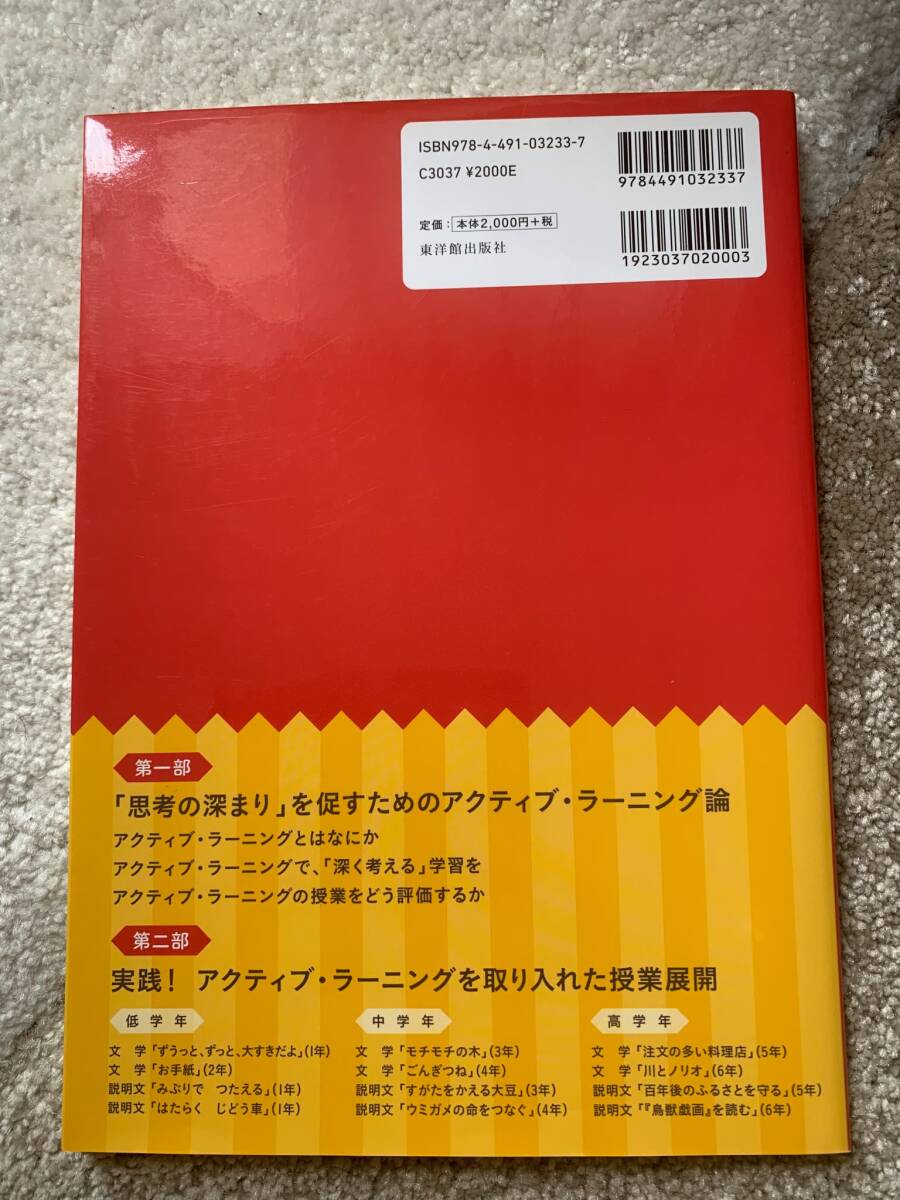 ISBN978-4-491-03233-7
C3037 ¥2000E
9784491032337
定価：本体2,000円+税
東洋館出版社
1923037020003
第一部
「思考の深まり」を促すためのアクティブ・ラーニング論
アクティブ・ラーニングとはなにか
アクティブ・ラーニングで、「深く考える」学習を
アクティブ・ラーニングの授業をどう評価するか
第二部
実践！ アクティブ・ラーニングを取り入れた授業展開
低学年
文 学「ずうっと、ずっと、大すきだよ」（1年）
文 学「お手紙」（2年）
説明文「みぶりで つたえる」（1年）
説明文「はたらく じどう車」（1年）
中学年
文 学「モチモチの木」（3年）
文 学「ごんぎつね」（4年）
説明文「すがたをかえる大豆」（3年）
説明文「ウミガメの命をつなぐ」（4年）
高学年
文 学「注文の多い料理店」（5年）
文 学「川とノリオ」（6年）
説明文「百年後のふるさとを守る」（5年）
説明文「『鳥獣戯画』を読む」（6年）